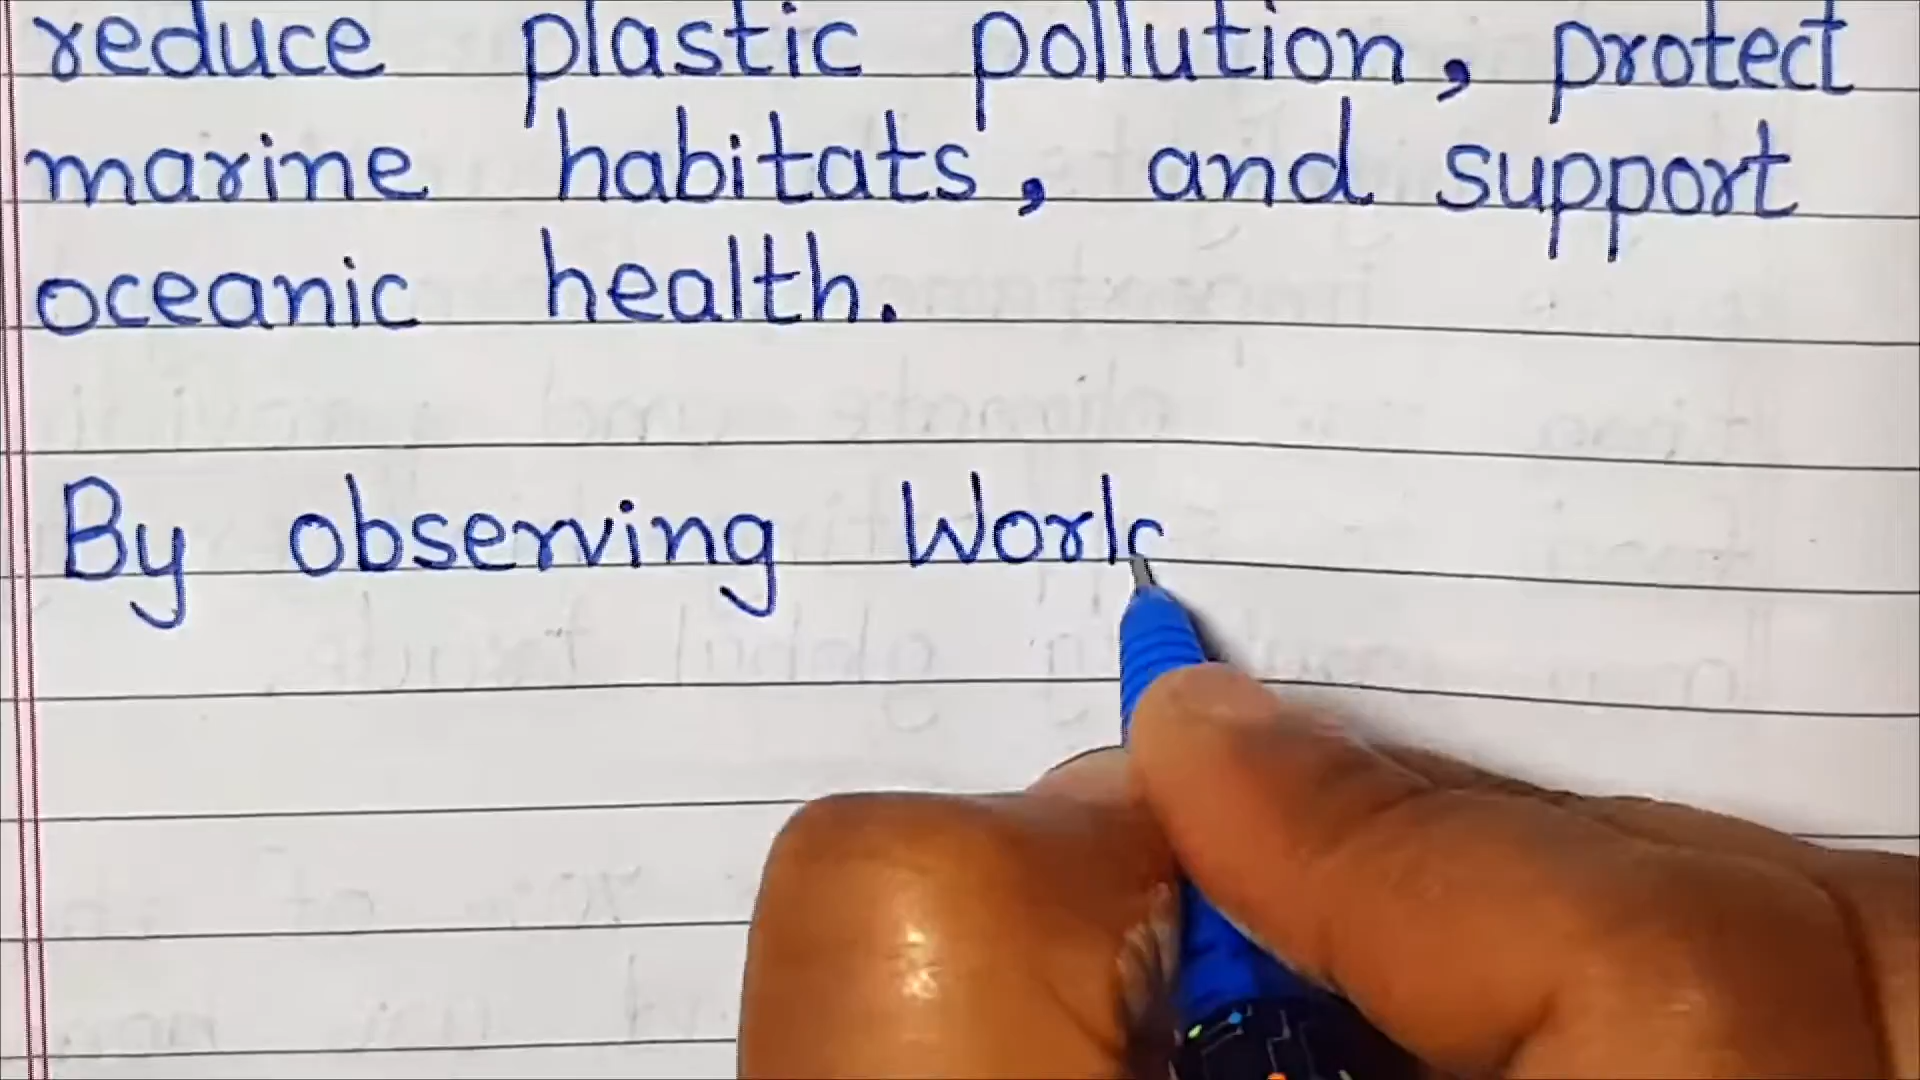 reduce plastic pollution, protect
marine habitats, and support
oceanic health.
By observing Worl